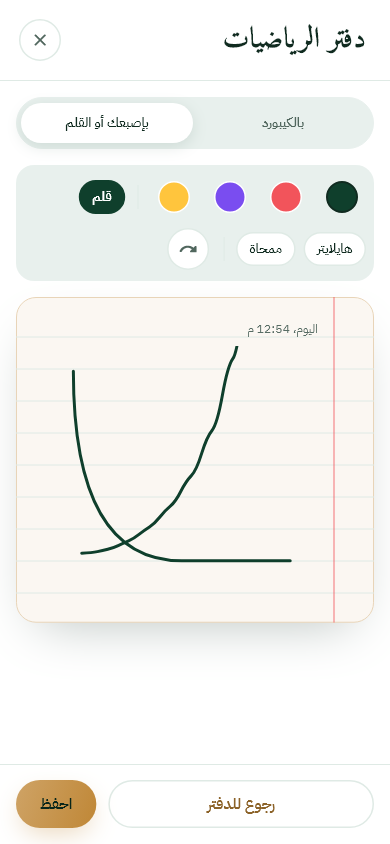 دفتر الرياضيات
بالكيبورد
بإصبعك أو القلم
قلم
هايلايتر
ممحاة
اليوم، 12:54 م
رجوع للدفتر
احفظ